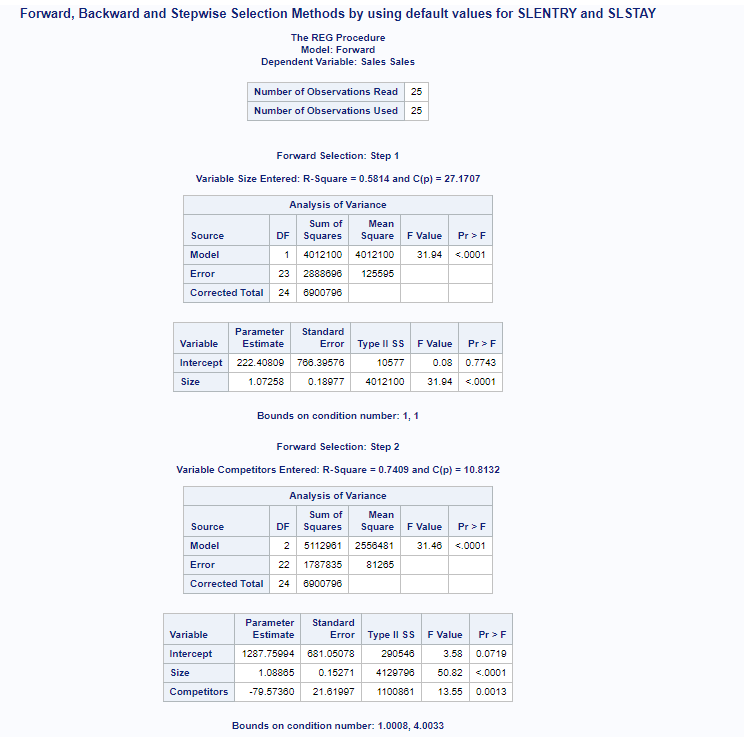 Forward, Backward and Stepwise Selection Methods by using default values for SLENTRY and SLSTAY
The REG Procedure
Model: Forward
Dependent Variable: Sales Sales
Number of Observations Read 25
Number of Observations Used 25
Forward Selection: Step 1
Variable Size Entered: R-Square = 0.5814 and C(p) = 27.1707
Analysis of Variance
Source DF Sum of Squares Mean Square F Value Pr > F
Model 1 4012100 4012100 31.94 <.0001
Error 23 2888696 125595
Corrected Total 24 6900796
Variable Parameter Estimate Standard Error Type II SS F Value Pr > F
Intercept 222.40809 766.39576 10577 0.08 0.7743
Size 1.07258 0.18977 4012100 31.94 <.0001
Bounds on condition number: 1, 1
Forward Selection: Step 2
Variable Competitors Entered: R-Square = 0.7409 and C(p) = 10.8132
Analysis of Variance
Source DF Sum of Squares Mean Square F Value Pr > F
Model 2 5112961 2556481 31.46 <.0001
Error 22 1787835 81265
Corrected Total 24 6900796
Variable Parameter Estimate Standard Error Type II SS F Value Pr > F
Intercept 1287.75994 681.05078 290546 3.58 0.0719
Size 1.08865 0.15271 4129796 50.82 <.0001
Competitors -79.57360 21.61997 1100861 13.55 0.0013
Bounds on condition number: 1.0008, 4.0033